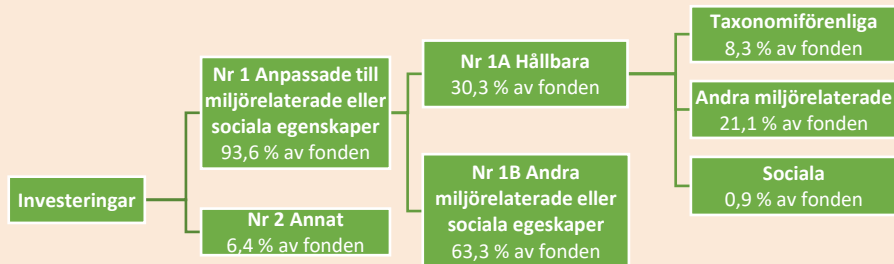 Investeringar
Nr 1 Anpassade till
miljörelaterade eller
sociala egenskaper
93,6 % av fonden
Nr 2 Annat
6,4 % av fonden
Nr 1A Hållbara
30,3 % av fonden
Nr 1B Andra
miljörelaterade eller
sociala egeskaper
63,3 % av fonden
Taxonomiförenliga
8,3 % av fonden
Andra miljörelaterade
21,1 % av fonden
Sociala
0,9 % av fonden